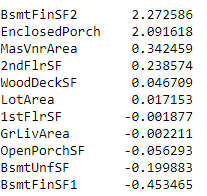 BsmtFinSF2 2.272586
EnclosedPorch 2.091618
MasVnrArea 0.342459
2ndFlrSF 0.238574
WoodDeckSF 0.046709
LotArea 0.017153
1stFlrSF -0.001877
GrLivArea -0.002211
OpenPorchSF -0.056293
BsmtUnfSF -0.199883
BsmtFinSF1 -0.453465